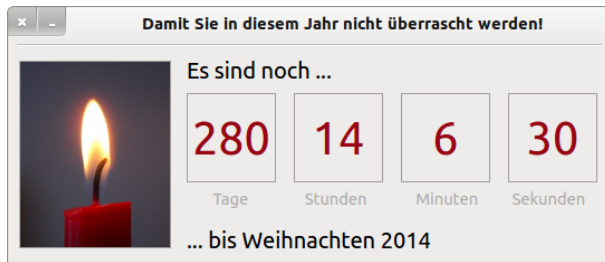 Damit Sie in diesem Jahr nicht überrascht werden!
Es sind noch ...
280 14 6 30
Tage Stunden Minuten Sekunden
... bis Weihnachten 2014